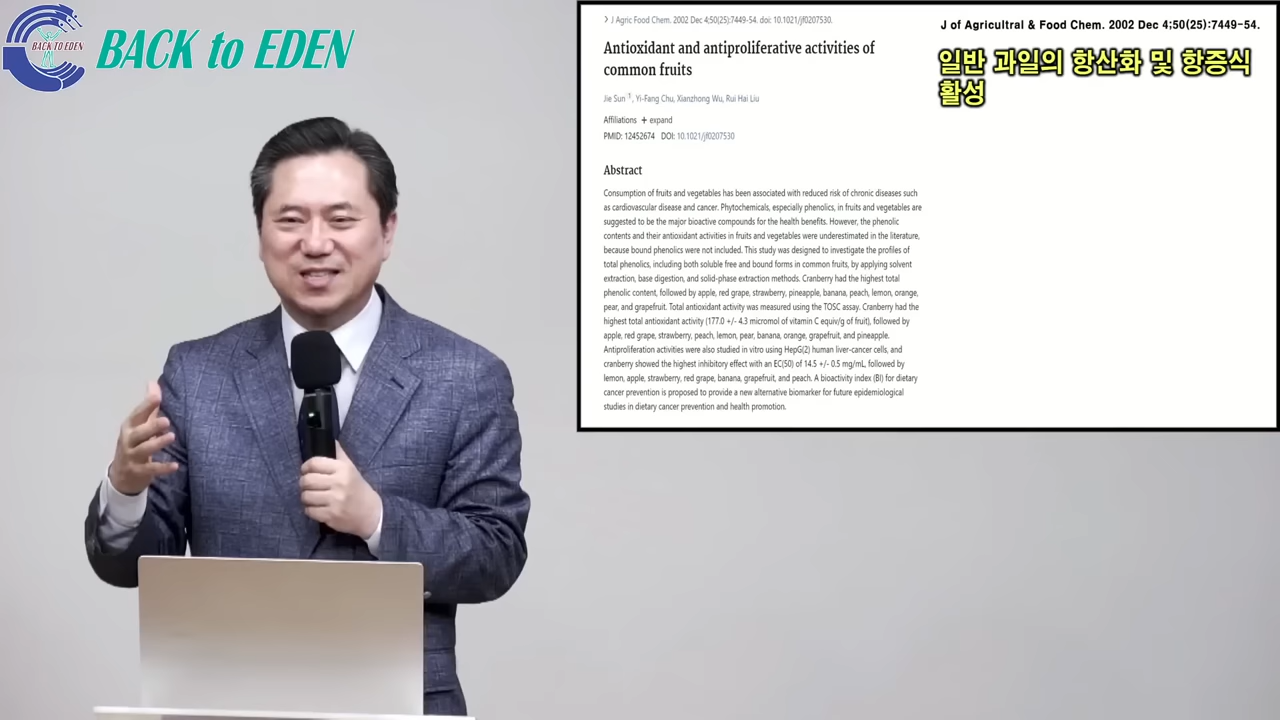 BACK TO EDEN
BACK to EDEN
J Agric Food Chem. 2002 Dec 4;50(25):7449-54. doi: 10.1021/jf0207530.
Antioxidant and antiproliferative activities of
common fruits
Jie Sun 1, Yi-Fang Chu, Xianzhong Wu, Rui Hai Liu
Affiliations + expand
PMID: 12452674 DOI: 10.1021/jf0207530
Abstract
Consumption of fruits and vegetables has been associated with reduced risk of chronic diseases such
as cardiovascular disease and cancer. Phytochemicals, especially phenolics, in fruits and vegetables are
suggested to be the major bioactive compounds for the health benefits. However, the phenolic
contents and their antioxidant activities in fruits and vegetables were underestimated in the literature,
because bound phenolics were not included. This study was designed to investigate the profiles of
total phenolics, including both soluble free and bound forms in common fruits, by applying solvent
extraction, base digestion, and solid-phase extraction methods. Cranberry had the highest total
phenolic content, followed by apple, red grape, strawberry, pineapple, banana, peach, lemon, orange,
pear, and grapefruit. Total antioxidant activity was measured using the TOSC assay. Cranberry had the
highest total antioxidant activity (177.0 +/- 4.3 micromol of vitamin C equiv/g of fruit), followed by
apple, red grape, strawberry, peach, lemon, pear, banana, orange, grapefruit, and pineapple.
Antiproliferation activities were also studied in vitro using HepG(2) human liver-cancer cells, and
cranberry showed the highest inhibitory effect with an EC(50) of 14.5 +/- 0.5 mg/mL, followed by
lemon, apple, strawberry, red grape, banana, grapefruit, and peach. A bioactivity index (BI) for dietary
cancer prevention is proposed to provide a new alternative biomarker for future epidemiological
studies in dietary cancer prevention and health promotion.
J of Agricultral & Food Chem. 2002 Dec 4;50(25):7449-54.
일반 과일의 항산화 및 항증식
활성